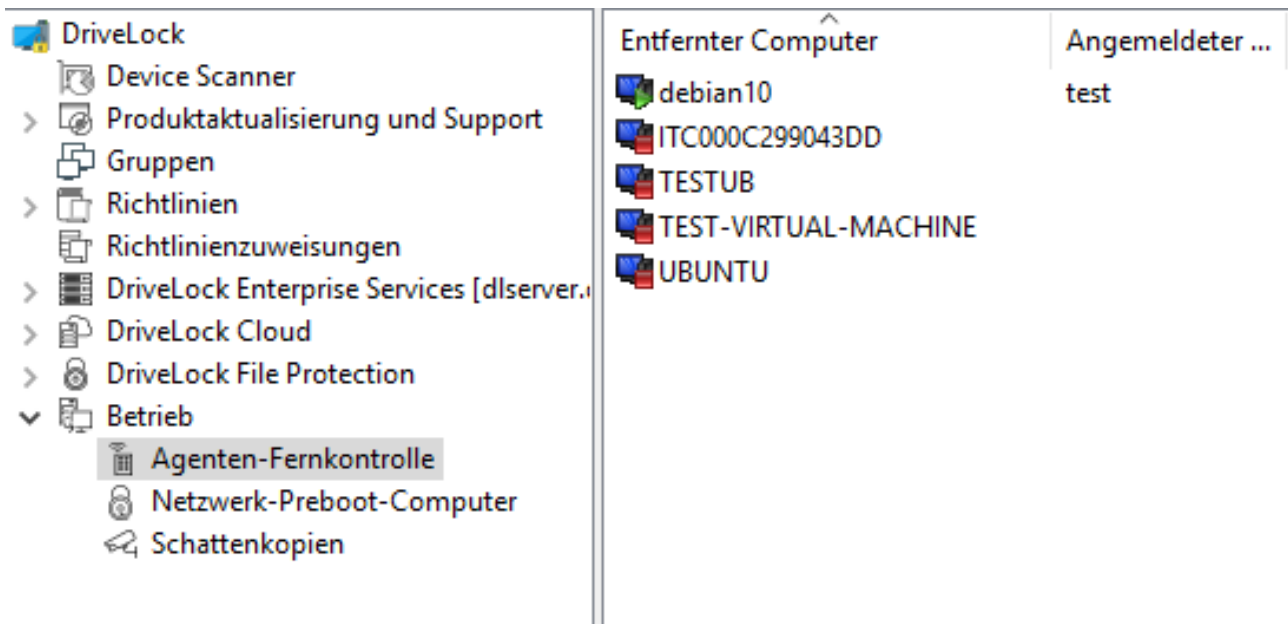 DriveLock
Device Scanner
Produktaktualisierung und Support
Gruppen
Richtlinien
Richtlinienzuweisungen
DriveLock Enterprise Services [dlserver.
DriveLock Cloud
DriveLock File Protection
Betrieb
Agenten-Fernkontrolle
Netzwerk-Preboot-Computer
Schattenkopien
Entfernter Computer Angemeldeter ...
debian10 test
ITC000C299043DD
TESTUB
TEST-VIRTUAL-MACHINE
UBUNTU